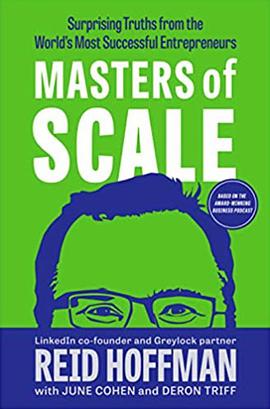 Surprising Truths from the
World's Most Successful Entrepreneurs
MASTERS of
SCALE
BASED ON THE
AWARD-WINNING
BUSINESS PODCAST
LinkedIn co-founder and Greylock partner
REID HOFFMAN
with JUNE COHEN and DERON TRIFF